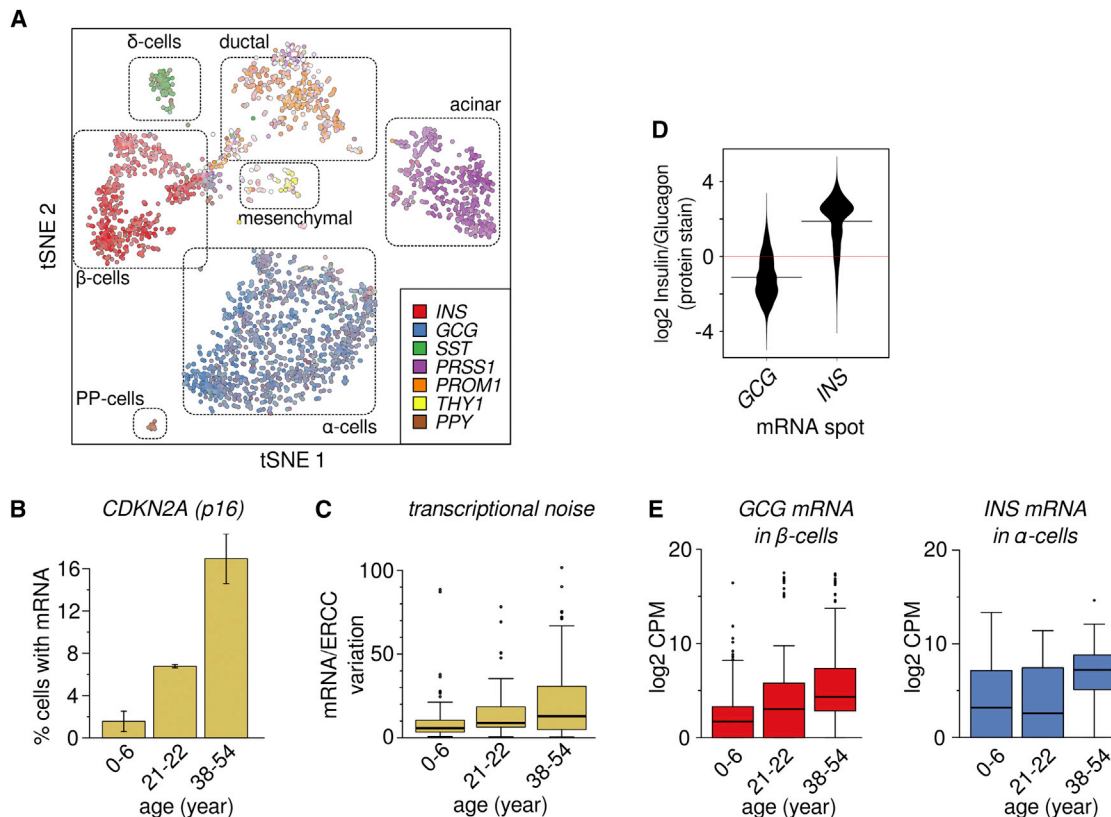 A
δ-cells
ductal
acinar
β-cells
mesenchymal
PP-cells
α-cells
INS
GCG
SST
PRSS1
PROM1
THY1
PPY
tSNE 2
tSNE 1
D
log2 Insulin/Glucagon
(protein stain)
4
0
-4
GCG
INS
mRNA spot
B
CDKN2A (p16)
% cells with mRNA
16
12
8
4
0
0-6
21-22
38-54
age (year)
C
transcriptional noise
mRNA/ERCC
variation
100
50
0
0-6
21-22
38-54
age (year)
E
GCG mRNA
in β-cells
log2 CPM
20
10
0
0-6
21-22
38-54
age (year)
INS mRNA
in α-cells
log2 CPM
20
10
0
0-6
21-22
38-54
age (year)